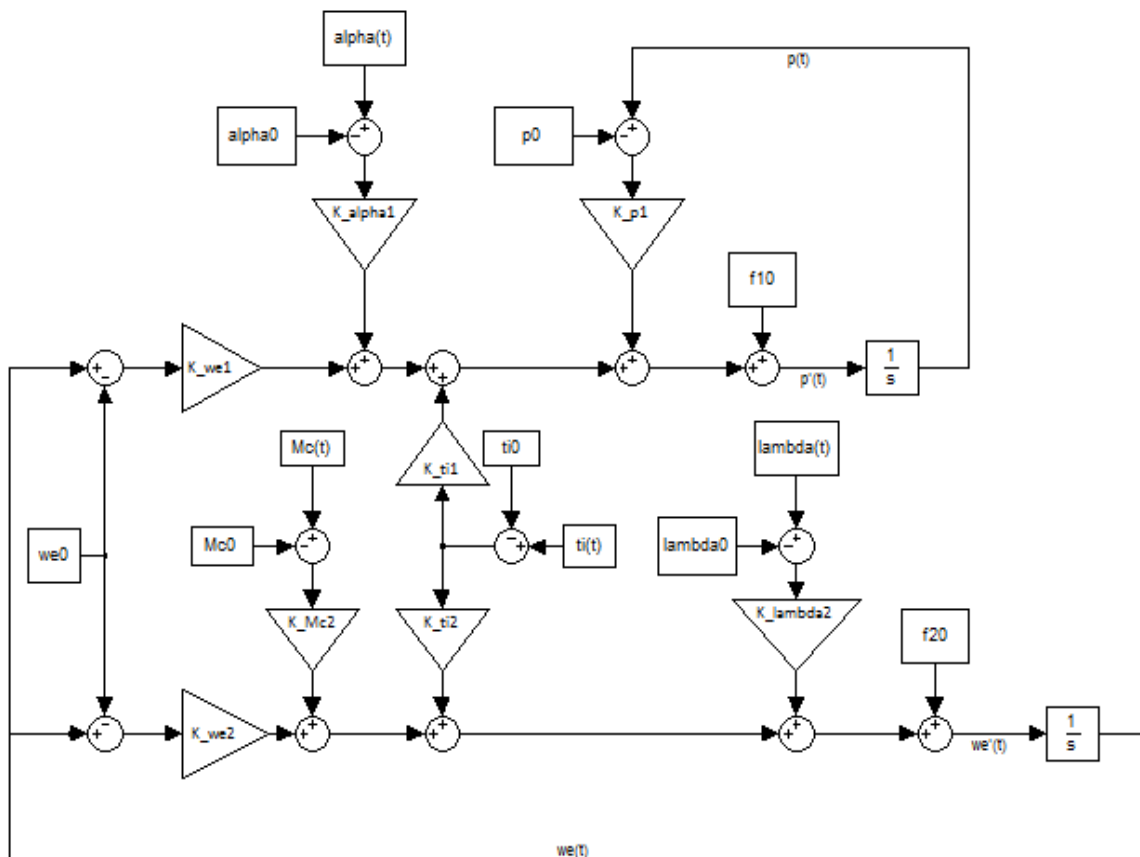 alpha(t)
p(t)
alpha0
p0
K_alpha1
K_p1
f10
K_we1
p'(t)
1
s
Mc(t)
ti0
lambda(t)
K_ti1
we0
Mc0
ti(t)
lambda0
K_Mc2
K_ti2
K_lambda2
f20
K_we2
we'(t)
1
s
we(t)